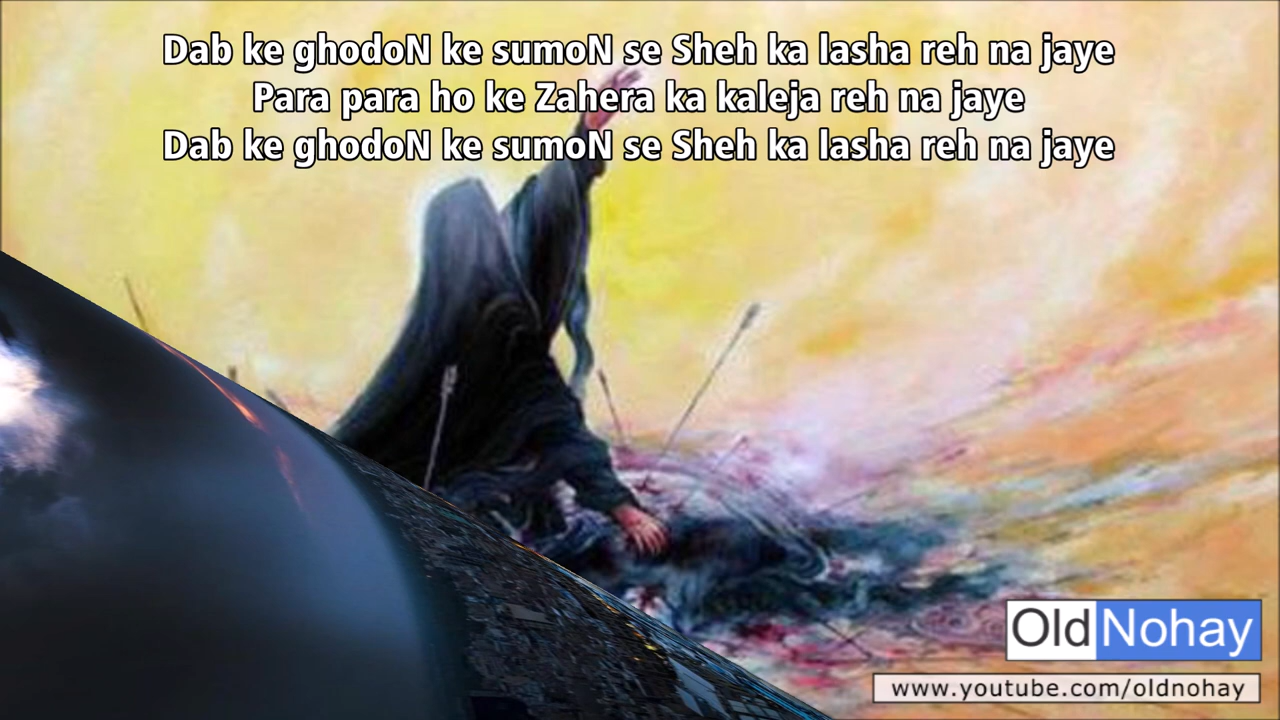 Dab ke ghodoN ke sumoN se Sheh ka lasha reh na jaye
Para para ho ke Zahera ka kaleja reh na jaye
Dab ke ghodoN ke sumoN se Sheh ka lasha reh na jaye
OldNohay
www.youtube.com/oldnohay